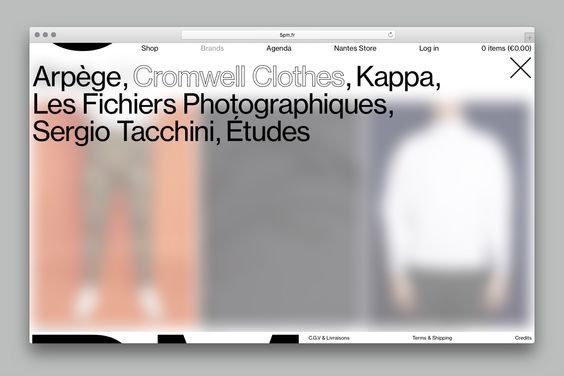 5pm.fr
Shop Brands Agenda Nantes Store Log in 0 items (€0.00)
Arpège, Cromwell Clothes, Kappa,
Les Fichiers Photographiques,
Sergio Tacchini, Études
C.G.V & Livraisons Terms & Shipping Credits